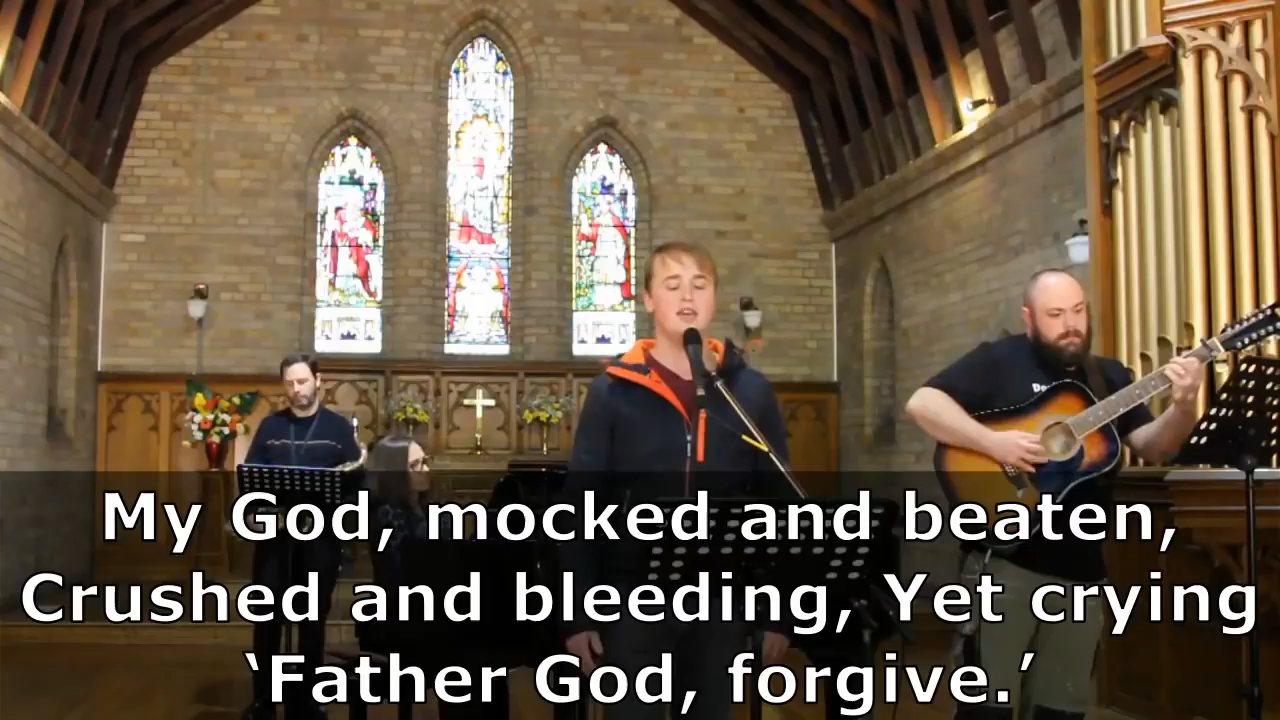 My God, mocked and beaten,
Crushed and bleeding, Yet crying
‘Father God, forgive.’